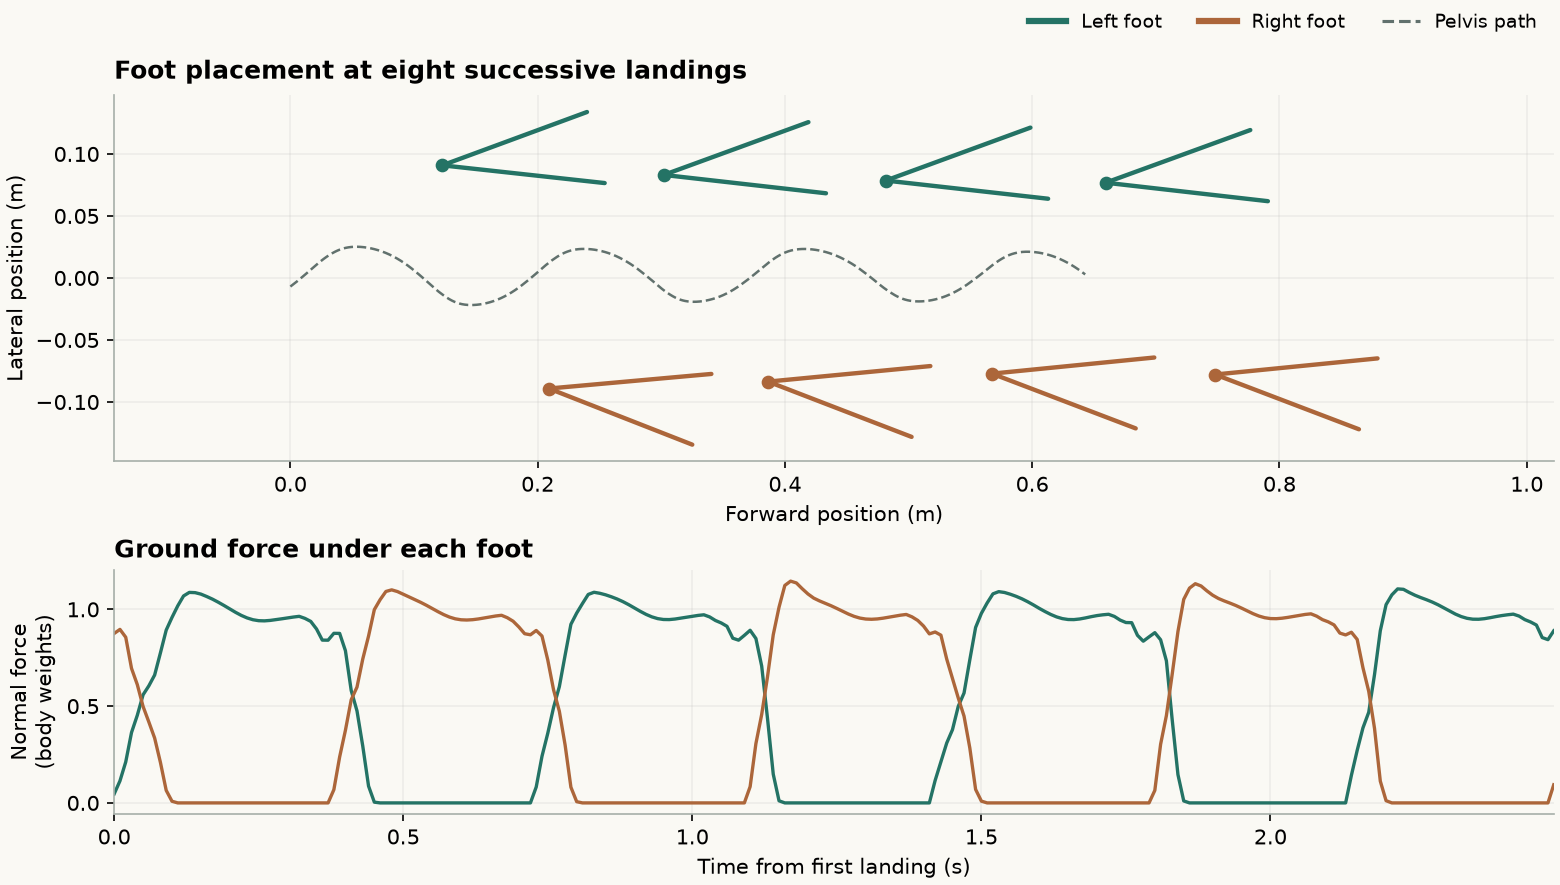 Left foot
Right foot
Pelvis path
Foot placement at eight successive landings
Lateral position (m)
0.10
0.05
0.00
−0.05
−0.10
0.0
0.2
0.4
0.6
0.8
1.0
Forward position (m)
Ground force under each foot
Normal force
(body weights)
1.0
0.5
0.0
0.0
0.5
1.0
1.5
2.0
Time from first landing (s)